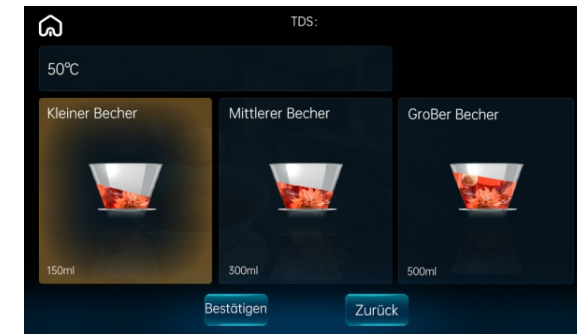 TDS:
50℃
Kleiner Becher
Mittlerer Becher
GroBer Becher
150ml
300ml
500ml
Bestätigen
Zurück